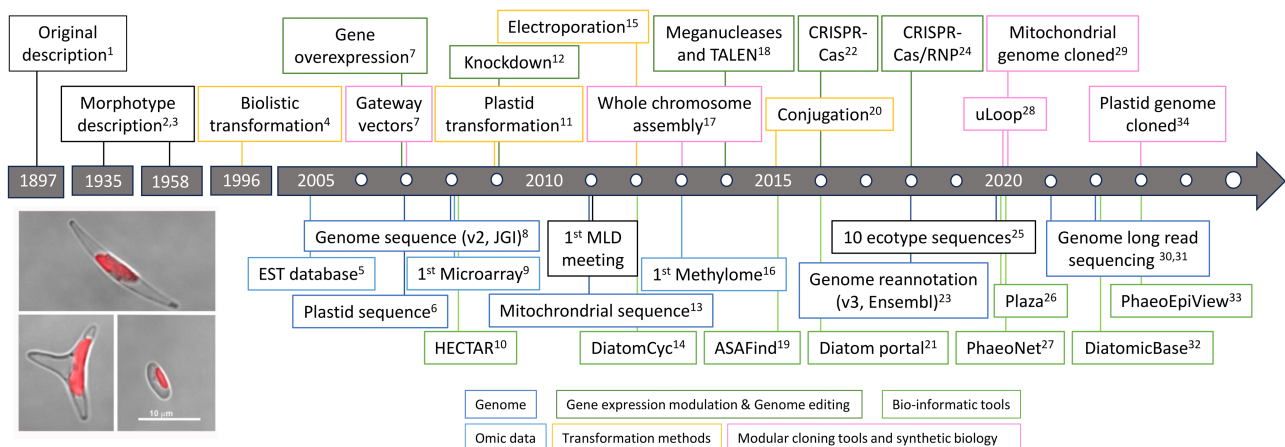 Original
description1
Morphotype
description2,3
Biolistic
transformation4
Gene
overexpression7
Gateway
vectors7
Knockdown12
Plastid
transformation11
Electroporation15
Whole chromosome
assembly17
Meganucleases
and TALEN18
Conjugation20
CRISPR-
Cas22
CRISPR-
Cas/RNP24
Mitochondrial
genome cloned29
uLoop28
Plastid genome
cloned34
1897
1935
1958
1996
2005
2010
2015
2020
Genome sequence (v2, JGI)8
EST database5
1st Microarray9
Plastid sequence6
HECTAR10
1st MLD
meeting
Mitochrondrial sequence13
1st Methylome16
DiatomCyc14
ASAFind19
10 ecotype sequences25
Genome reannotation
(v3, Ensembl)23
Diatom portal21
Plaza26
PhaeoNet27
Genome long read
sequencing 30,31
PhaeoEpiView33
DiatomicBase32
10 µm
Genome
Gene expression modulation & Genome editing
Bio-informatic tools
Omic data
Transformation methods
Modular cloning tools and synthetic biology